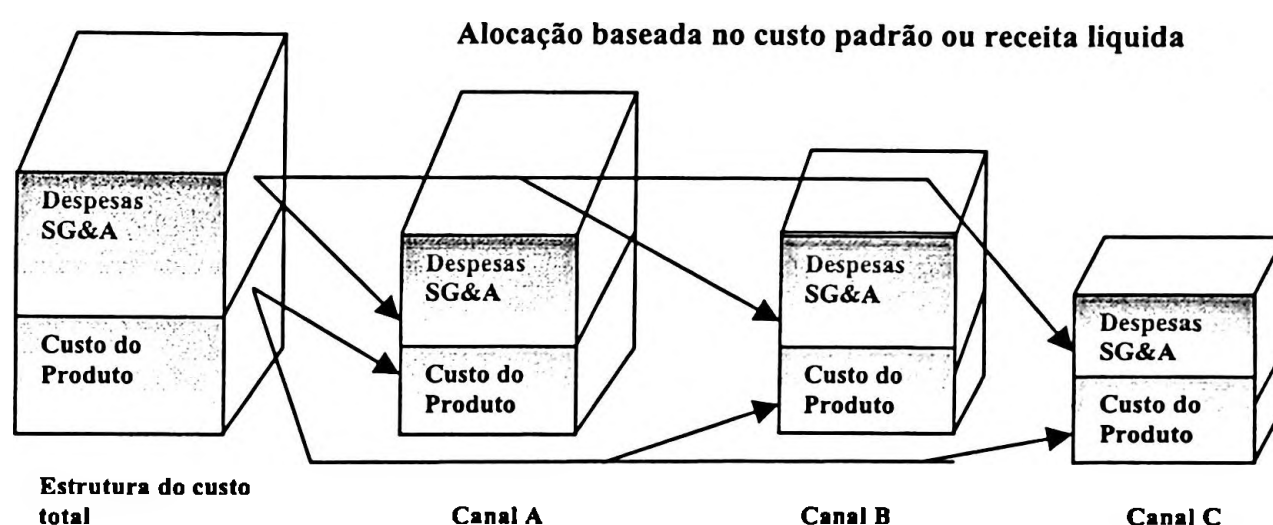 Alocação baseada no custo padrão ou receita liquida
Despesas
SG&A
Custo do
Produto
Despesas
SG&A
Custo do
Produto
Despesas
SG&A
Custo do
Produto
Despesas
SG&A
Custo do
Produto
Estrutura do custo
total
Canal A
Canal B
Canal C